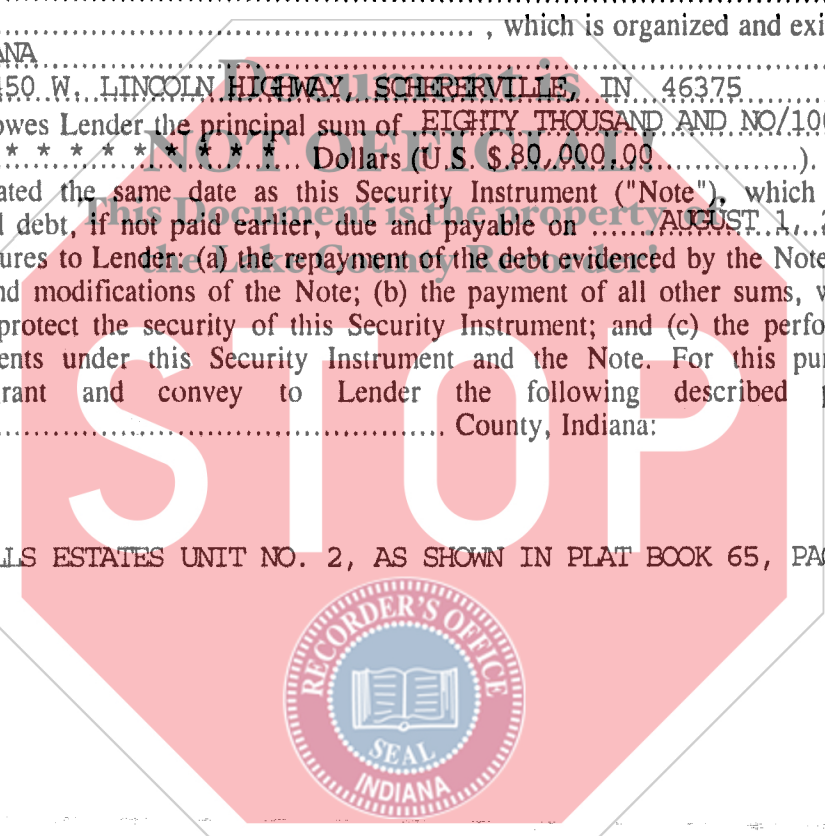 , which is organized and exi
ANA
450 W. LINCOLN HIGHWAY, SCHERERVILLE, IN 46375
owes Lender the principal sum of EIGHTY THOUSAND AND NO/100
* * * * * * * * * * Dollars (U.S. $ 80,000.00 ).
ated the same date as this Security Instrument ("Note"), which
d debt, if not paid earlier, due and payable on AUGUST 1, 2
ures to Lender: (a) the repayment of the debt evidenced by the Note
nd modifications of the Note; (b) the payment of all other sums, w
protect the security of this Security Instrument; and (c) the perfo
ents under this Security Instrument and the Note. For this pur
rant and convey to Lender the following described p
County, Indiana:
LLS ESTATES UNIT NO. 2, AS SHOWN IN PLAT BOOK 65, PAG
Document is
NOT OFFICIAL!
This Document is the property of
the Lake County Recorder!
STOP
RECORDER'S OFFICE
SEAL
INDIANA